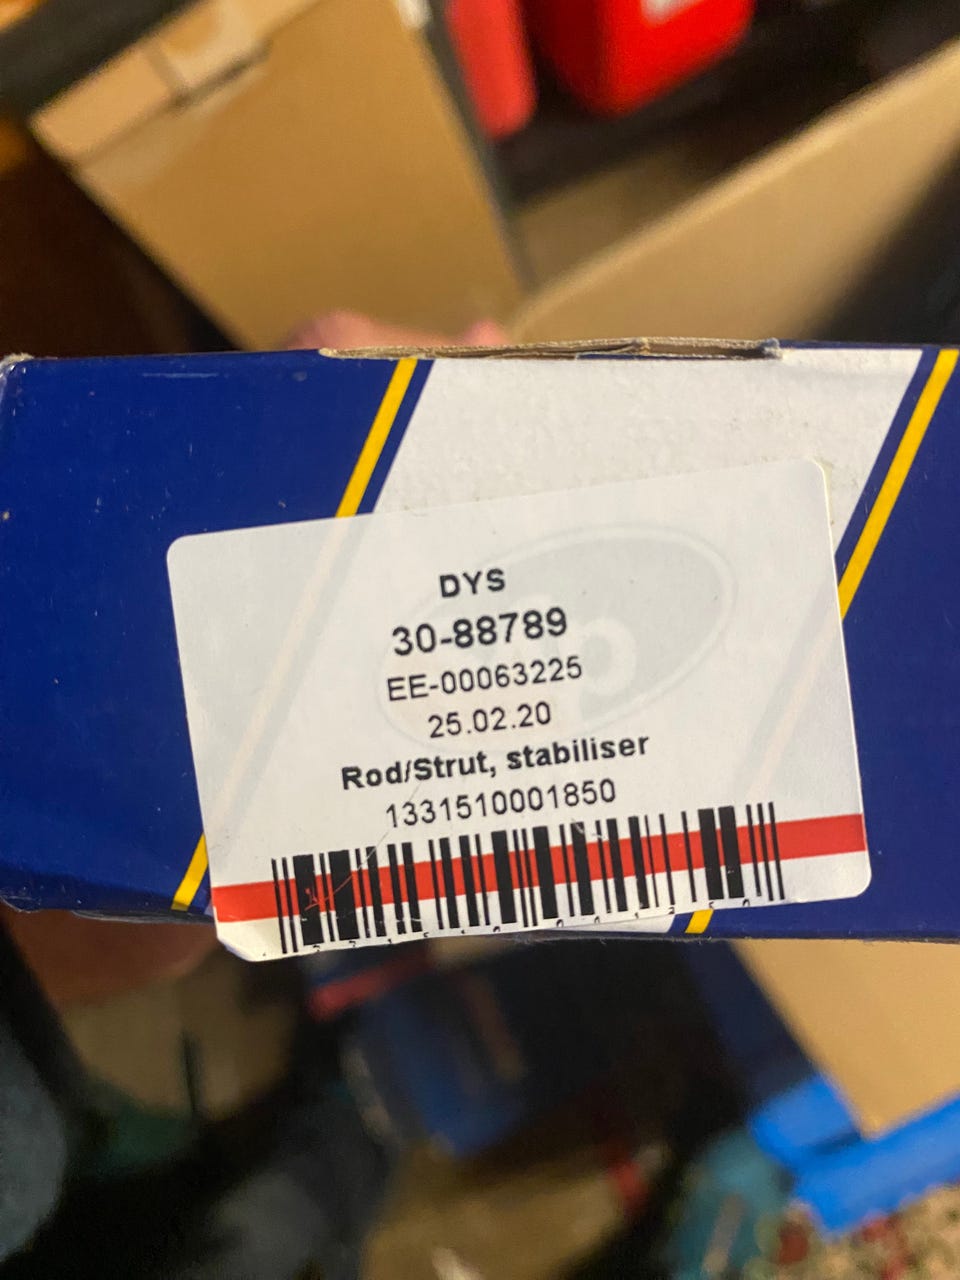 DYS
30-88789
EE-00063225
25.02.20
Rod/Strut, stabiliser
1331510001850